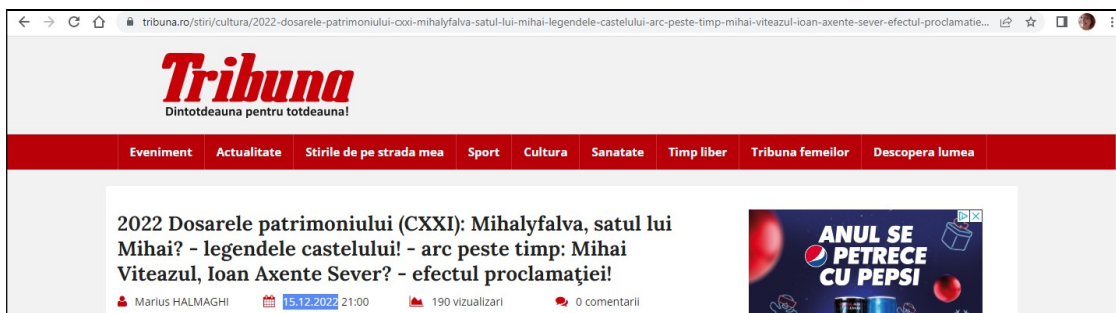 tribuna.ro/stiri/cultura/2022-dosarele-patrimoniului-cxxi-mihalyfalva-satul-lui-mihai-legendele-castelului-arc-peste-timp-mihai-viteazul-ioan-axente-sever-efectul-proclamatie...
Tribuna
Dintotdeauna pentru totdeauna!
Eveniment Actualitate Stirile de pe strada mea Sport Cultura Sanatate Timp liber Tribuna femeilor Descopera lumea
2022 Dosarele patrimoniului (CXXI): Mihalyfalva, satul lui
Mihai? - legendele castelului! - arc peste timp: Mihai
Viteazul, Ioan Axente Sever? - efectul proclamaţiei!
Marius HALMAGHI 15.12.2022 21:00 190 vizualizari 0 comentarii
ANUL SE
PETRECE
CU PEPSI